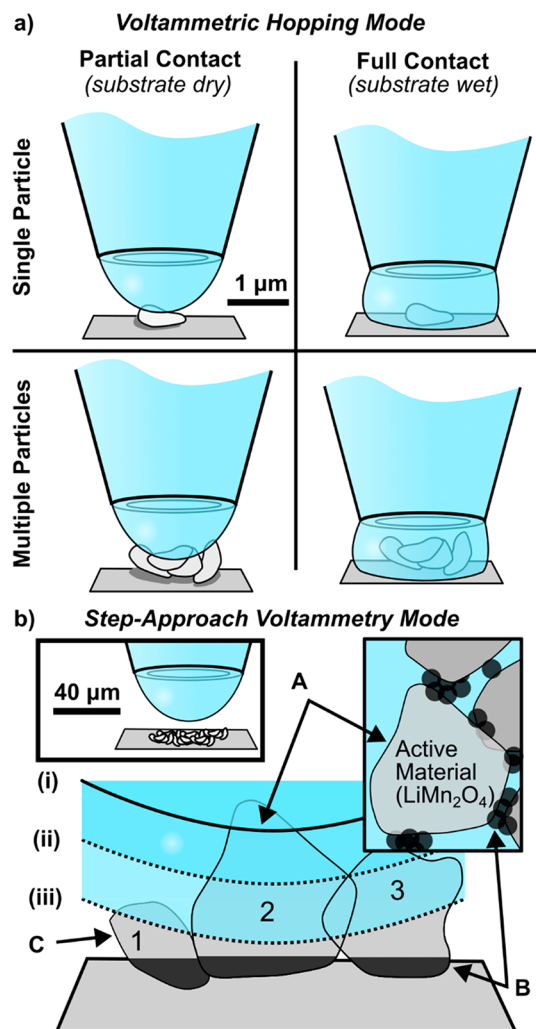 a) Voltammetric Hopping Mode
Partial Contact
(substrate dry)
Full Contact
(substrate wet)
Single Particle
1 µm
Multiple Particles
b) Step-Approach Voltammetry Mode
40 µm
A
Active
Material
(LiMn₂O₄)
(i)
(ii)
(iii)
3
2
1
C
B